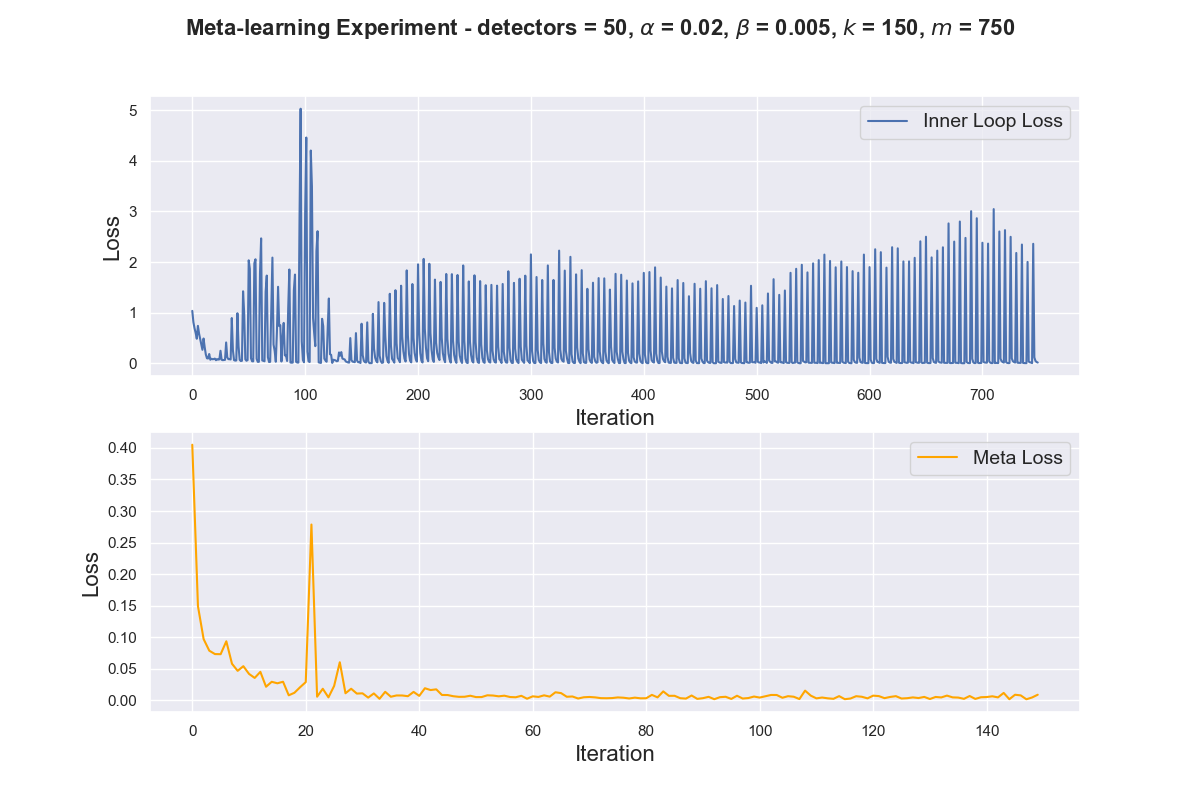 Meta-learning Experiment - detectors = 50, α = 0.02, β = 0.005, k = 150, m = 750
Inner Loop Loss
Loss
5
4
3
2
1
0
0 100 200 300 400 500 600 700
Iteration
Meta Loss
Loss
0.40
0.35
0.30
0.25
0.20
0.15
0.10
0.05
0.00
0 20 40 60 80 100 120 140
Iteration